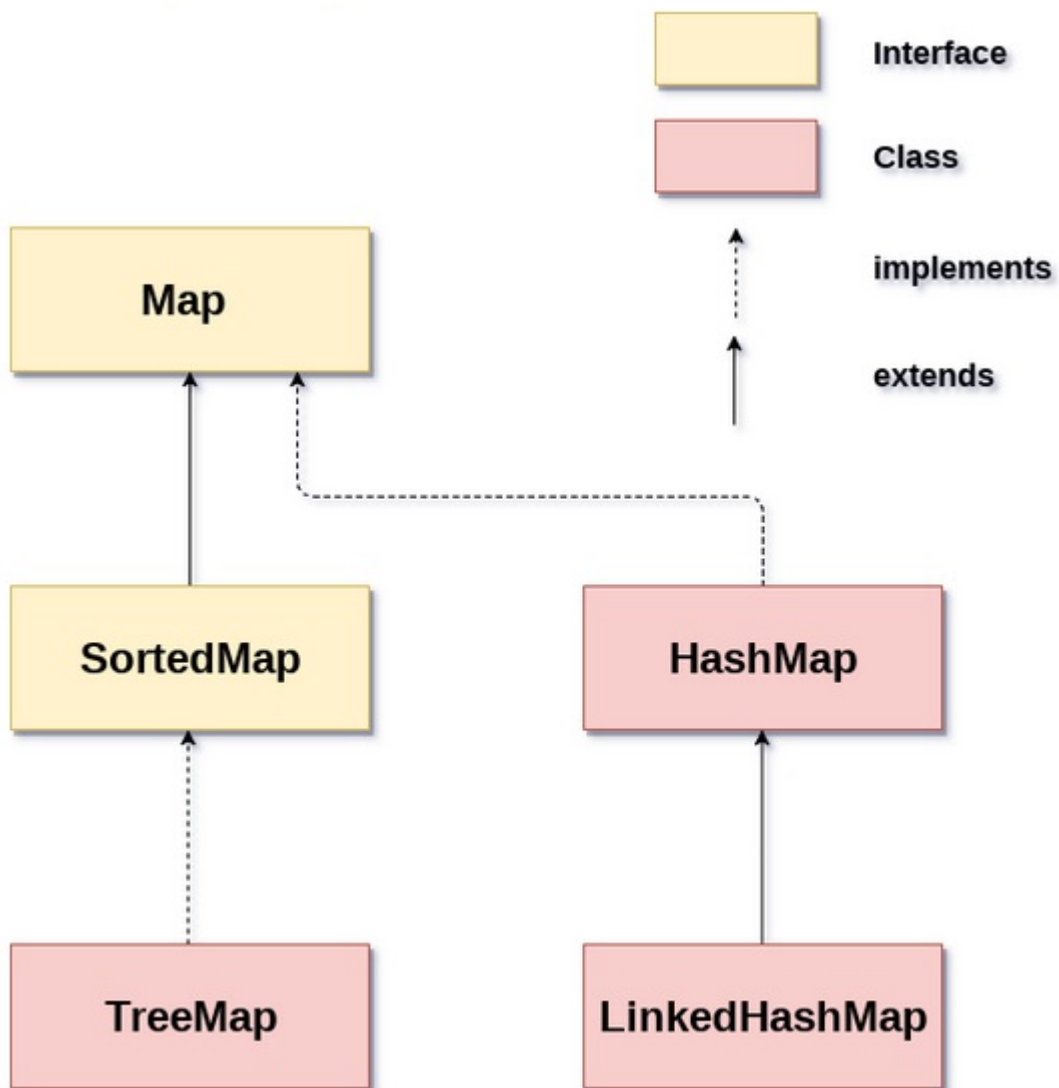 Interface
Class
implements
extends
Map
SortedMap
HashMap
TreeMap
LinkedHashMap